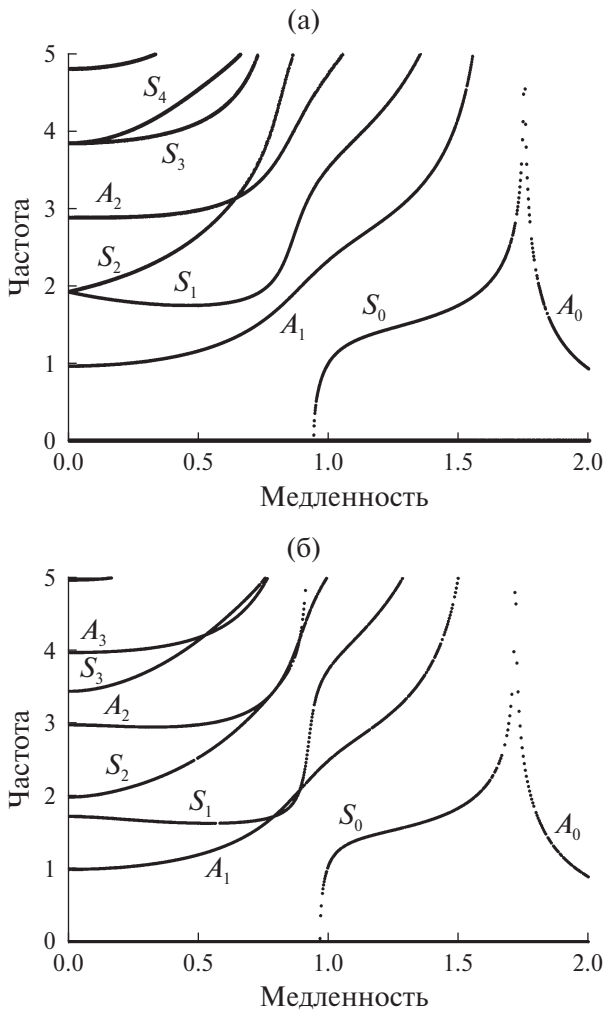 (а)
5
4
3
2
1
0
Частота
S₄
S₃
A₂
S₂
S₁
A₁
S₀
A₀
0.0 0.5 1.0 1.5 2.0
Медленность
(б)
5
4
3
2
1
0
Частота
A₃
S₃
A₂
S₂
S₁
A₁
S₀
A₀
0.0 0.5 1.0 1.5 2.0
Медленность